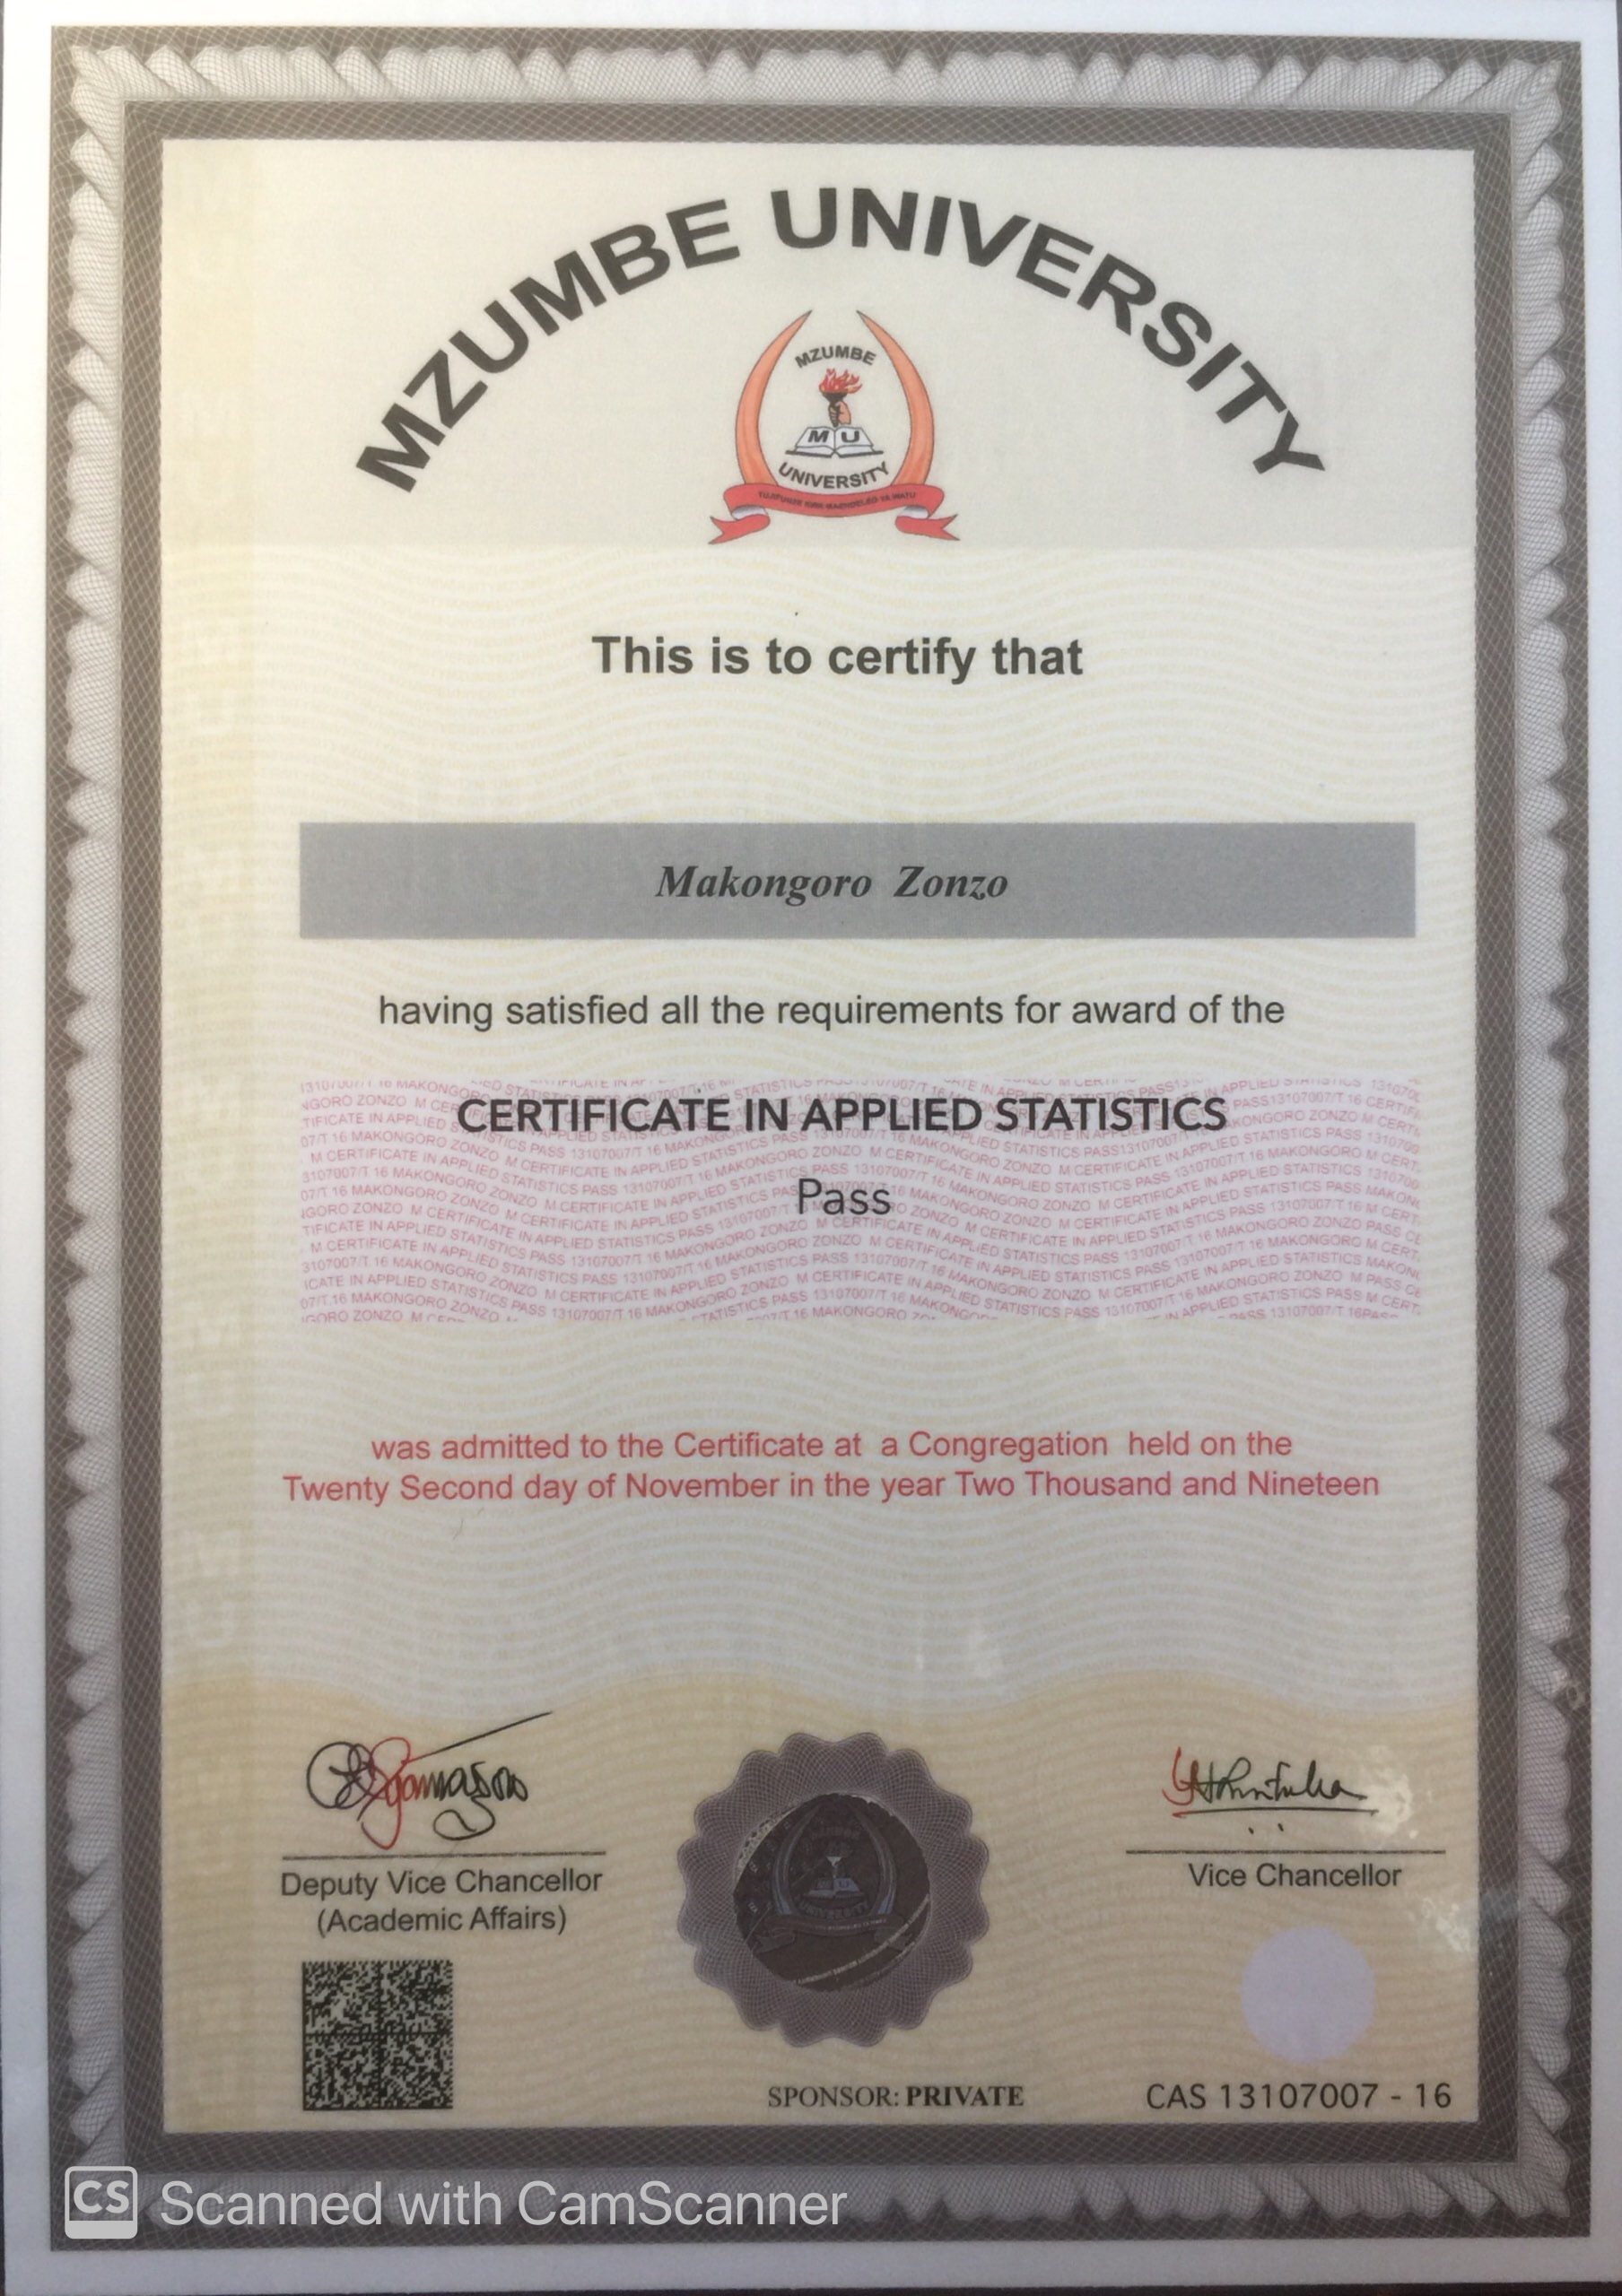 MZUMBE UNIVERSITY
MZUMBE
M U
UNIVERSITY
This is to certify that
Makongoro Zonzo
having satisfied all the requirements for award of the
CERTIFICATE IN APPLIED STATISTICS
Pass
was admitted to the Certificate at a Congregation held on the
Twenty Second day of November in the year Two Thousand and Nineteen
Deputy Vice Chancellor
(Academic Affairs)
Vice Chancellor
SPONSOR: PRIVATE
CAS 13107007 - 16
CS Scanned with CamScanner